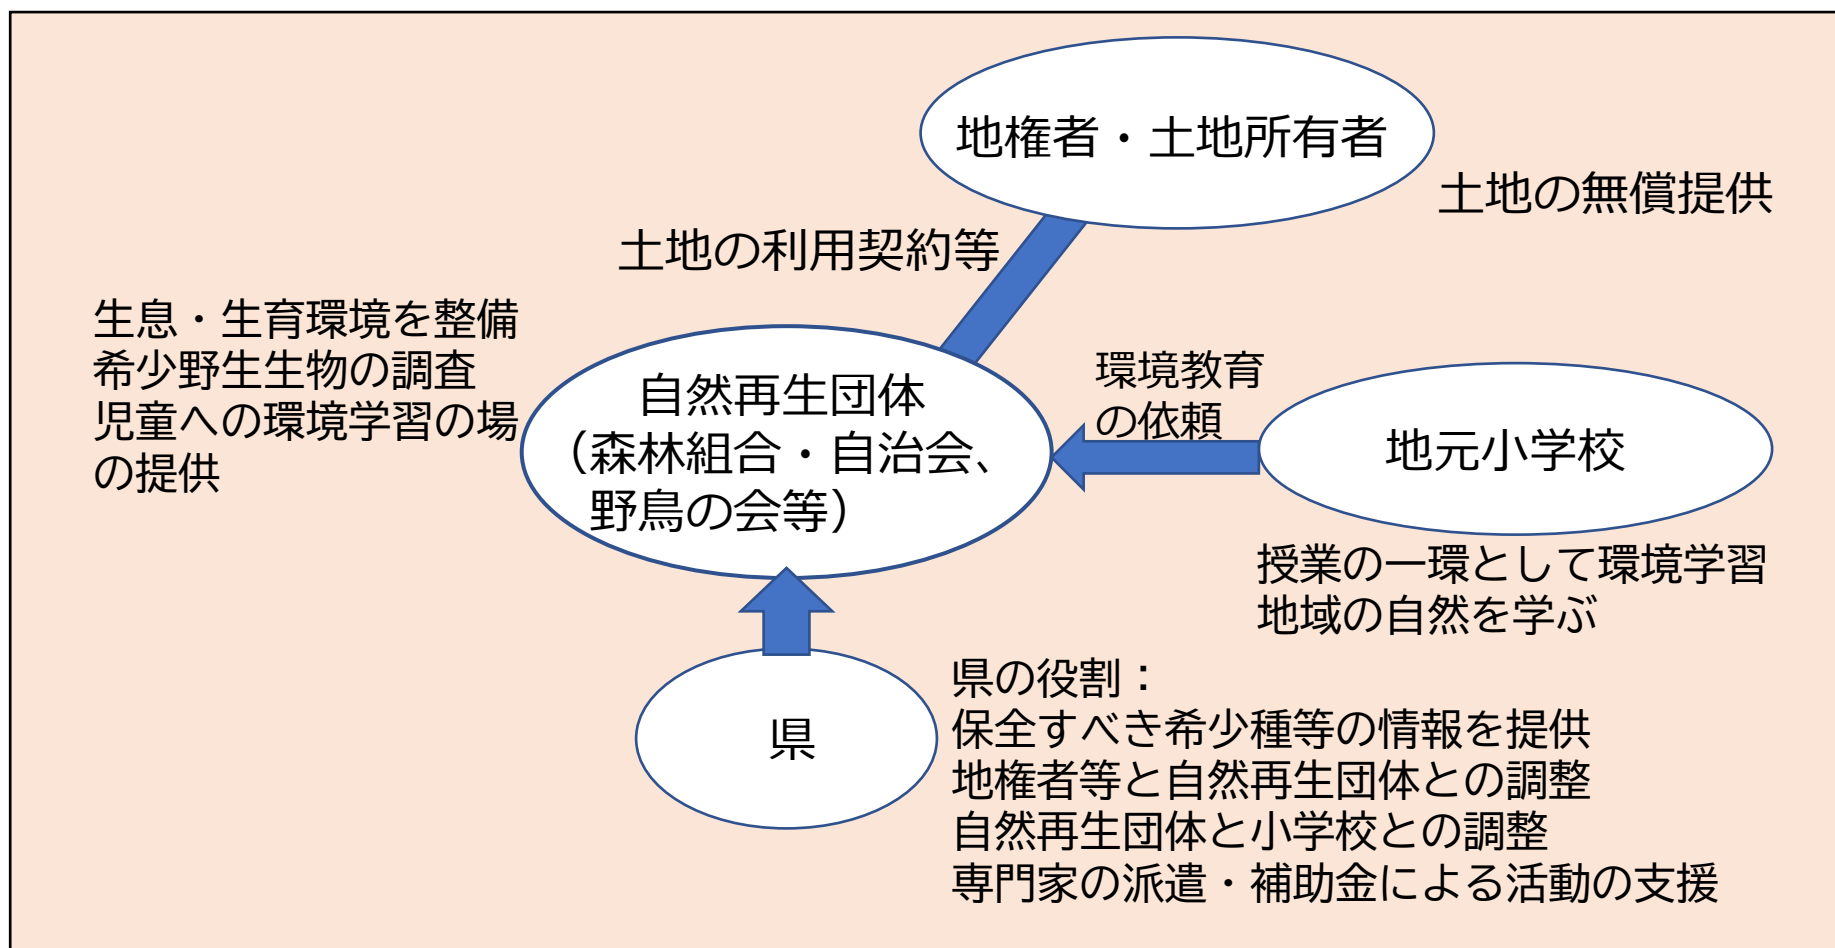 地権者・土地所有者
土地の無償提供
土地の利用契約等
生息・生育環境を整備
希少野生生物の調査
児童への環境学習の場
の提供
自然再生団体
（森林組合・自治会、
野鳥の会等）
環境教育
の依頼
地元小学校
授業の一環として環境学習
地域の自然を学ぶ
県
県の役割：
保全すべき希少種等の情報を提供
地権者等と自然再生団体との調整
自然再生団体と小学校との調整
専門家の派遣・補助金による活動の支援